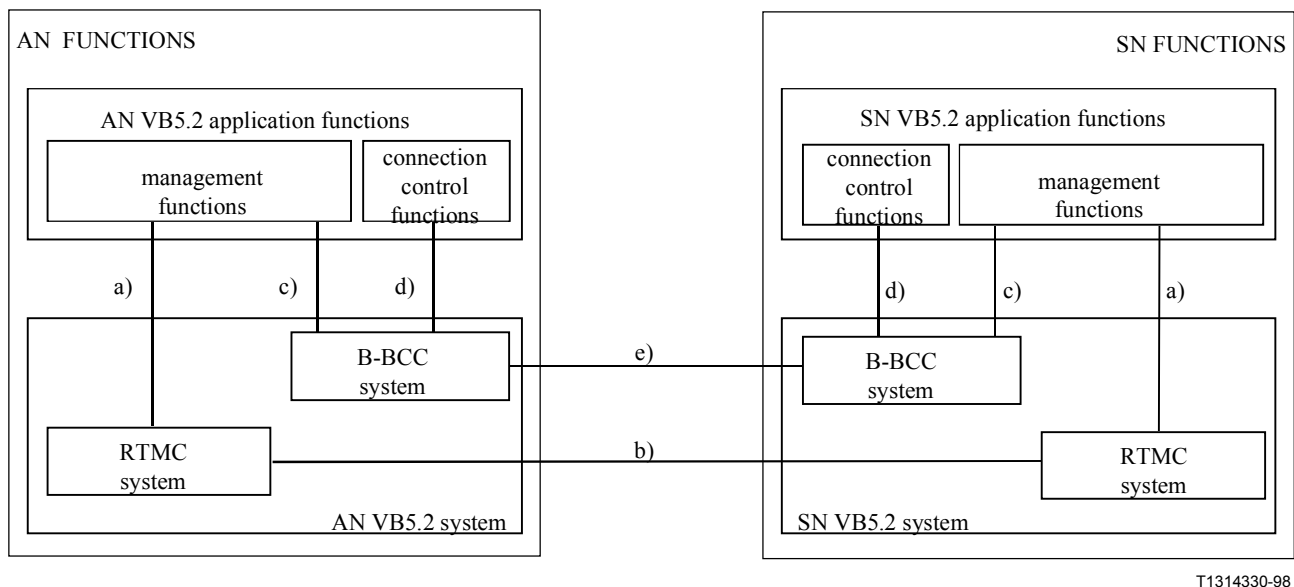 AN FUNCTIONS
AN VB5.2 application functions
management
functions
connection
control
functions
a)
c)
d)
B-BCC
system
RTMC
system
AN VB5.2 system
e)
b)
SN FUNCTIONS
SN VB5.2 application functions
connection
control
functions
management
functions
d)
c)
a)
B-BCC
system
RTMC
system
SN VB5.2 system
T1314330-98